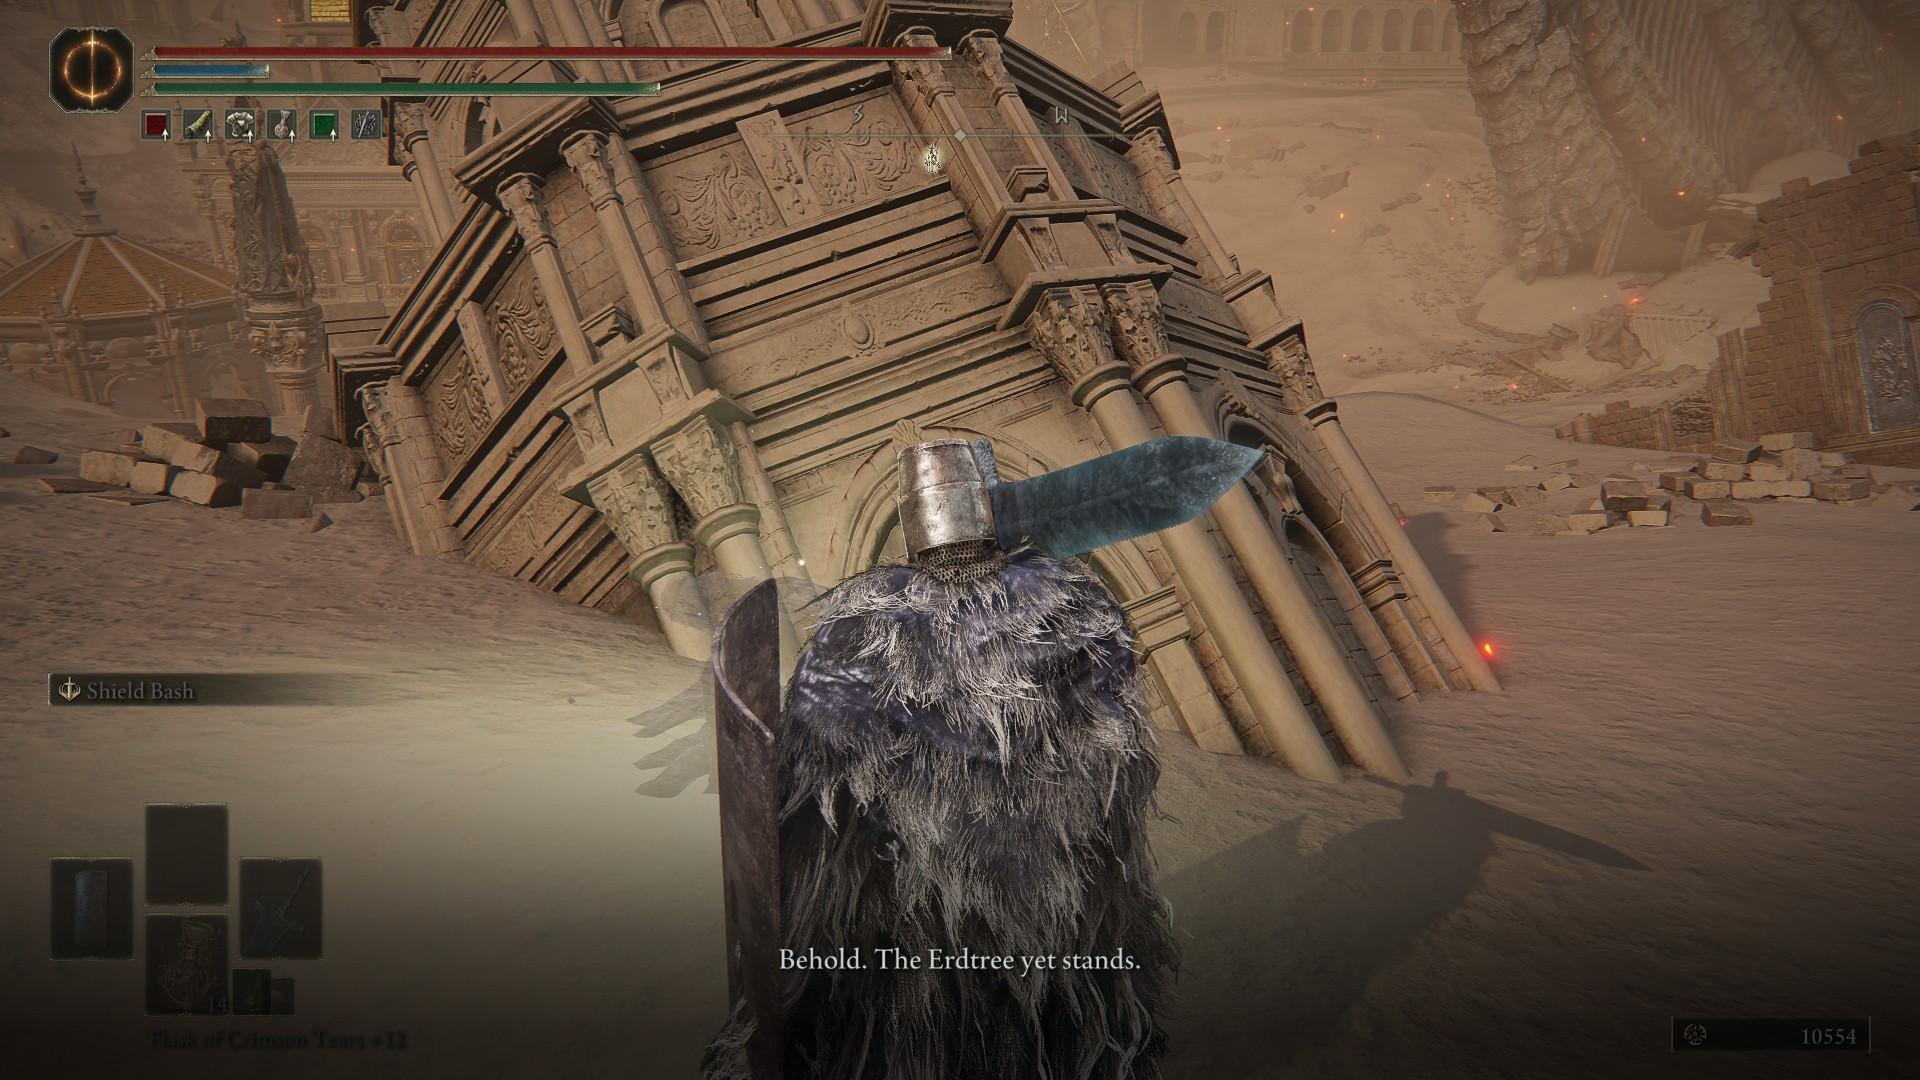 S W
Shield Bash
Behold. The Erdtree yet stands.
14
Flask of Crimson Tears +12
10554